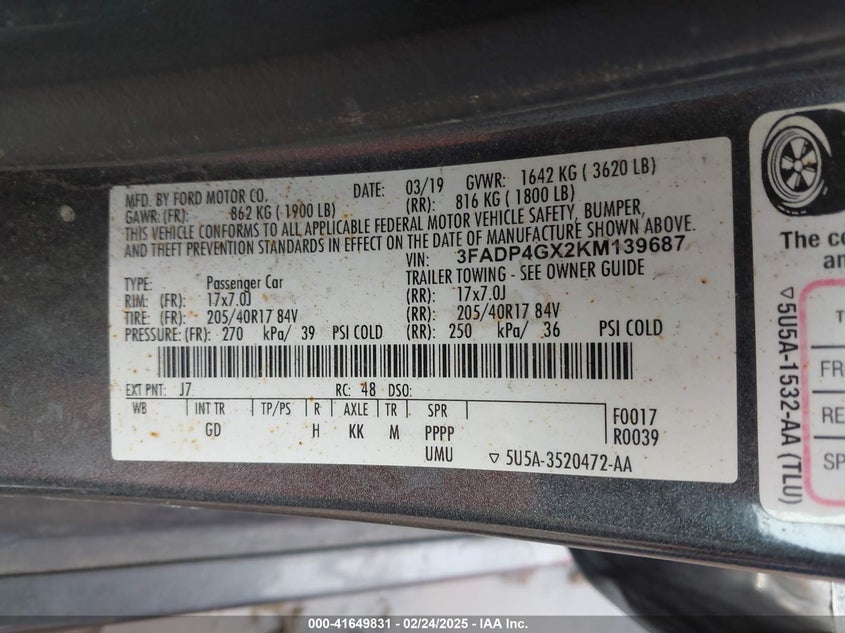 MFD. BY FORD MOTOR CO. DATE: 03/19 GVWR: 1642 KG ( 3620 LB)
GAWR: (FR): 862 KG ( 1900 LB) (RR): 816 KG ( 1800 LB)
THIS VEHICLE CONFORMS TO ALL APPLICABLE FEDERAL MOTOR VEHICLE SAFETY, BUMPER,
AND THEFT PREVENTION STANDARDS IN EFFECT ON THE DATE OF MANUFACTURE SHOWN ABOVE.
VIN: 3FADP4GX2KM139687
TYPE: Passenger Car TRAILER TOWING - SEE OWNER GUIDE
RIM: (FR): 17x7.0J (RR): 17x7.0J
TIRE: (FR): 205/40R17 84V (RR): 205/40R17 84V
PRESSURE: (FR): 270 kPa/ 39 PSI COLD (RR): 250 kPa/ 36 PSI COLD
EXT PNT: J7 RC: 48 DSO:
WB INT TR TP/PS R AXLE TR SPR F0017
GD H KK M PPPP R0039
UMU ▽ 5U5A-3520472-AA
The co
an
T
FR
RE
SP
▽5U5A-1532-AA (TLU)
000-41649831 - 02/24/2025 - IAA Inc.